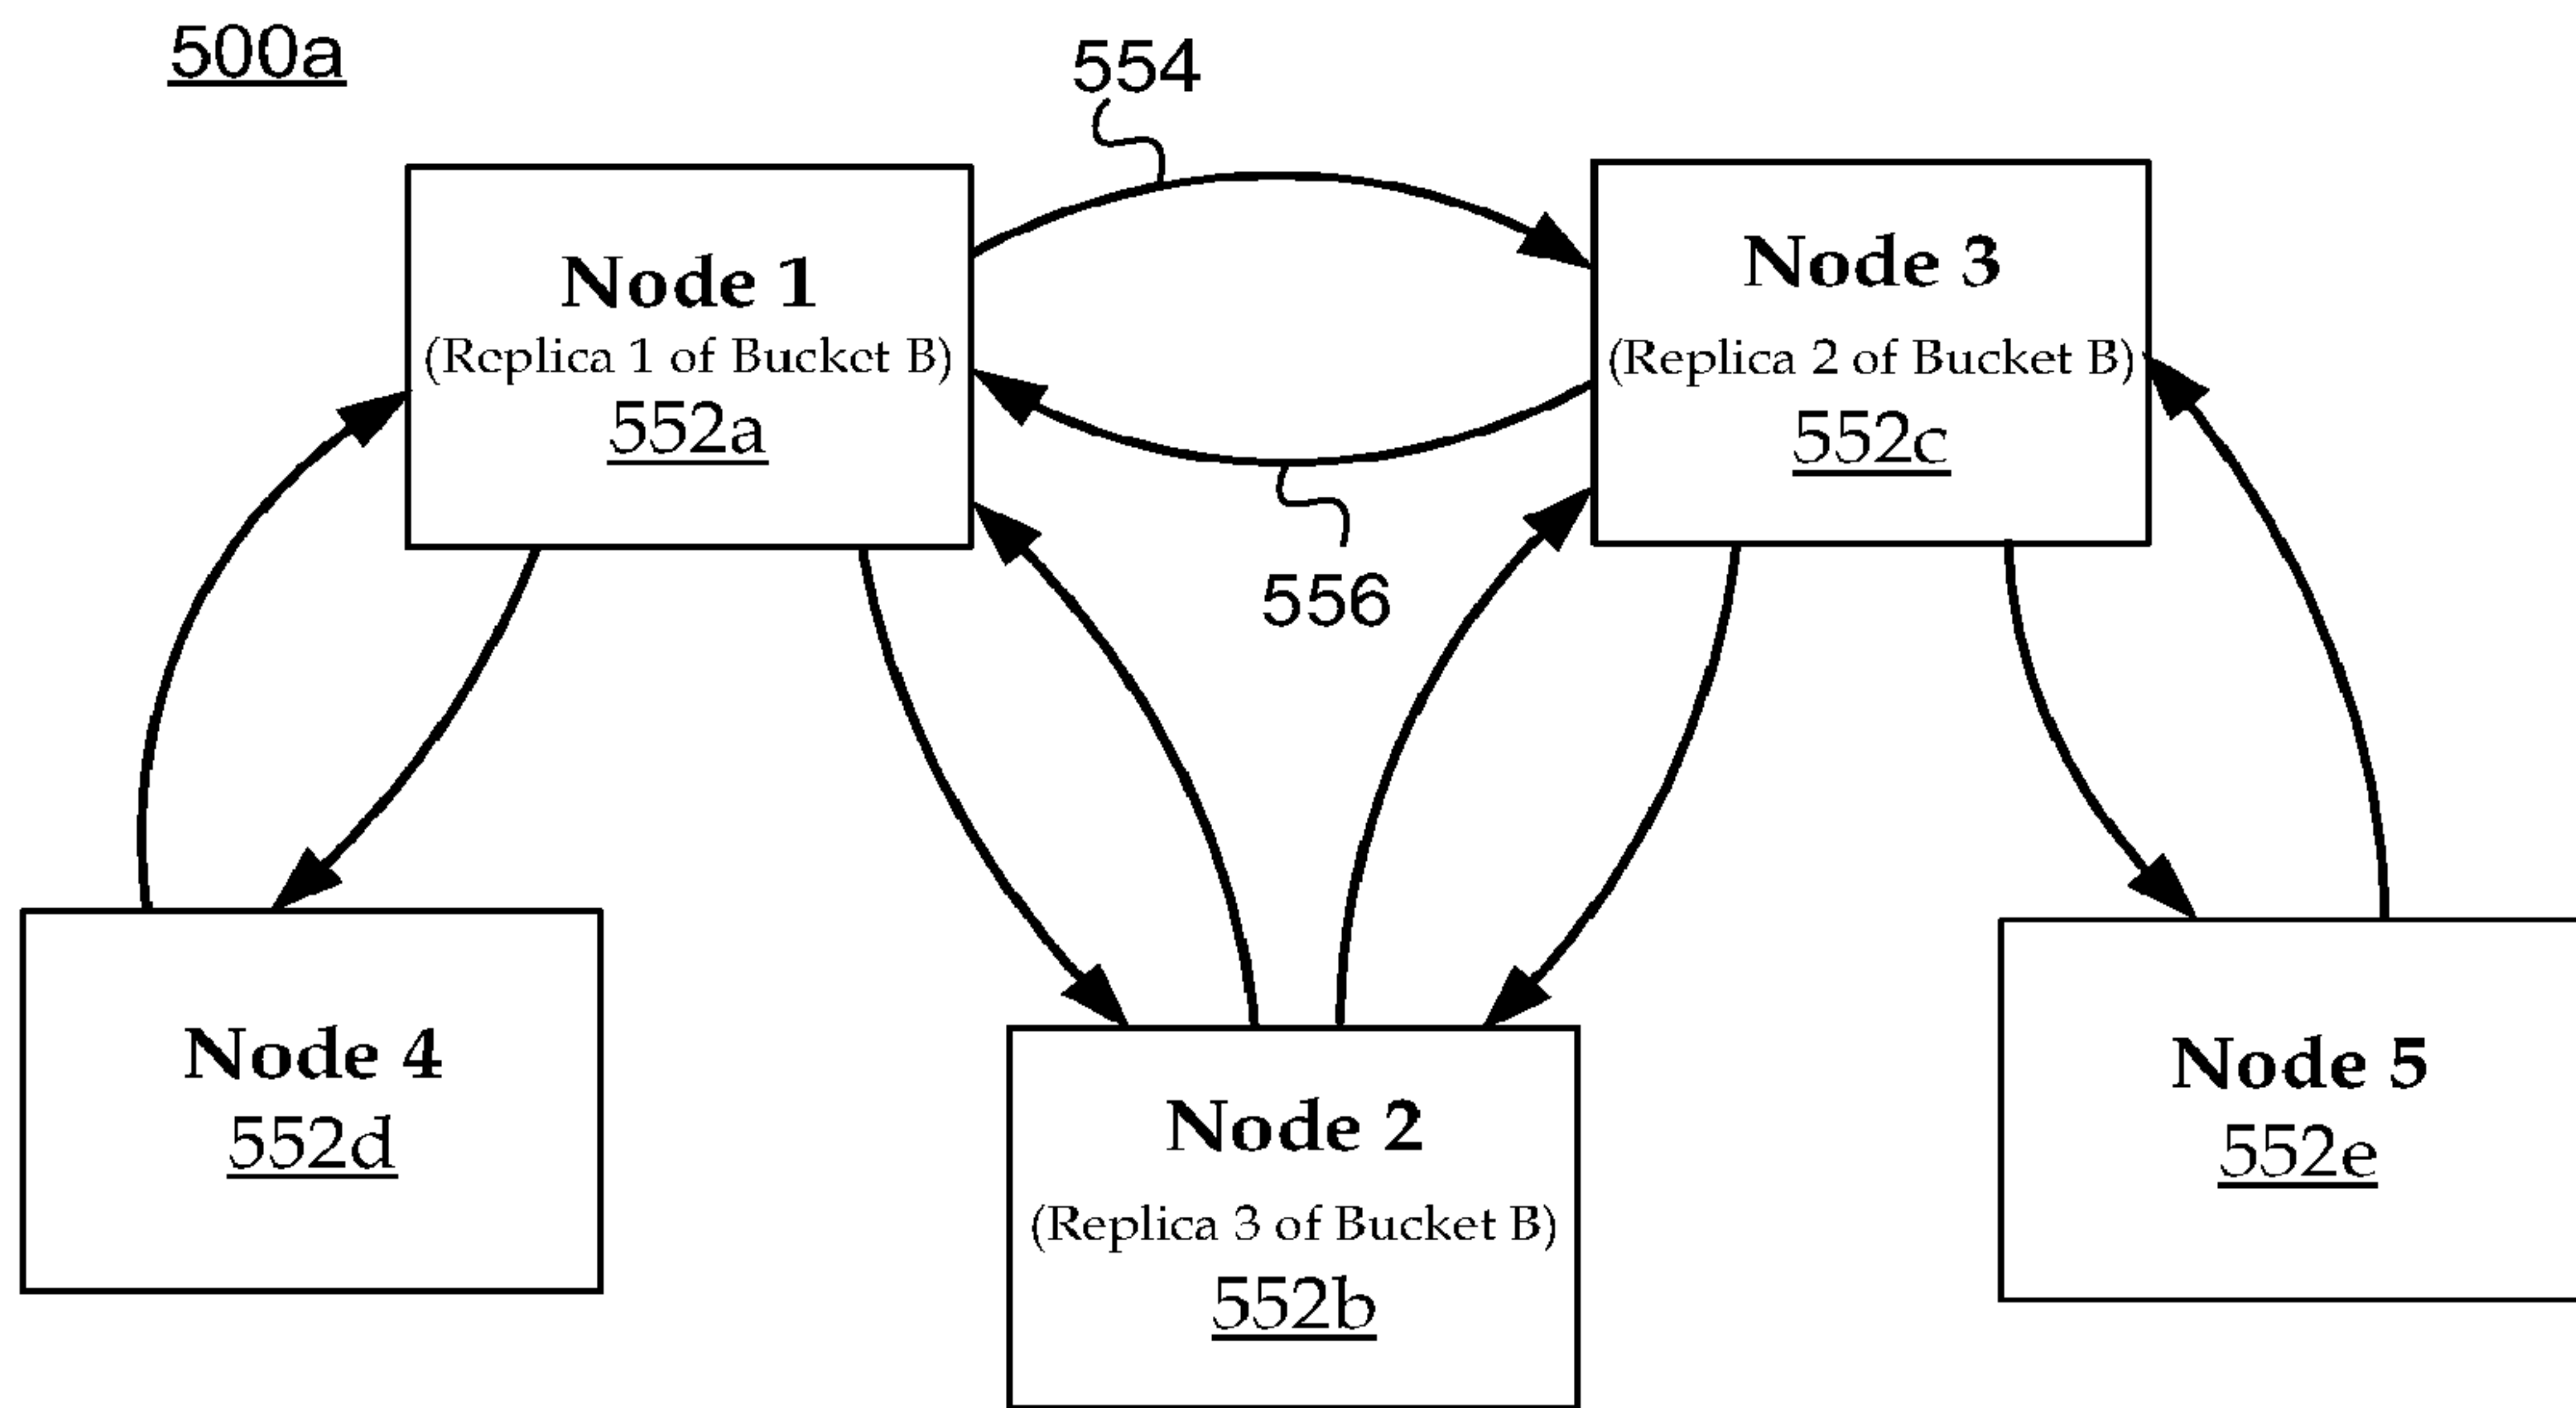 500a
554
Node 1
(Replica 1 of Bucket B)
552a
Node 3
(Replica 2 of Bucket B)
552c
556
Node 4
552d
Node 2
(Replica 3 of Bucket B)
552b
Node 5
552e